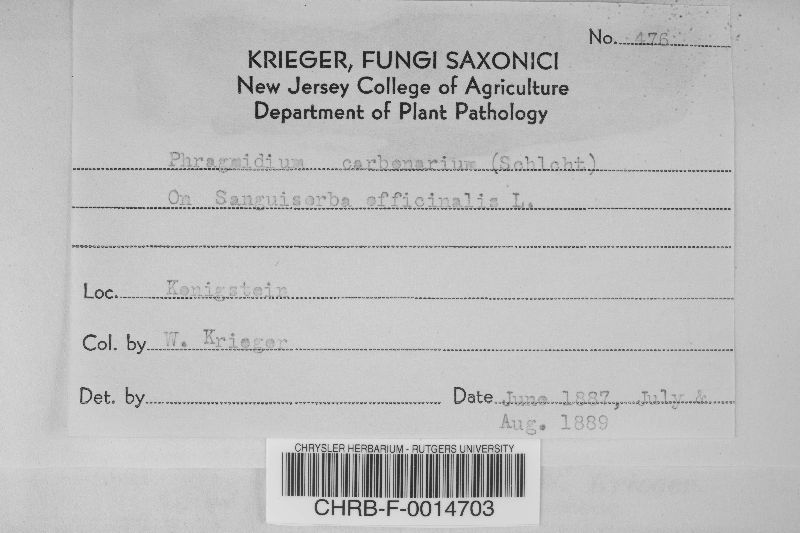 No. 476
KRIEGER, FUNGI SAXONICI
New Jersey College of Agriculture
Department of Plant Pathology
Phragmidium carbonarium (Schlcht)
On Sanguisorba officinalis L.
Loc. Konigstein
Col. by W. Krieger
Det. by
Date June 1887, July &
Aug. 1889
CHRYSLER HERBARIUM - RUTGERS UNIVERSITY
CHRB-F-0014703